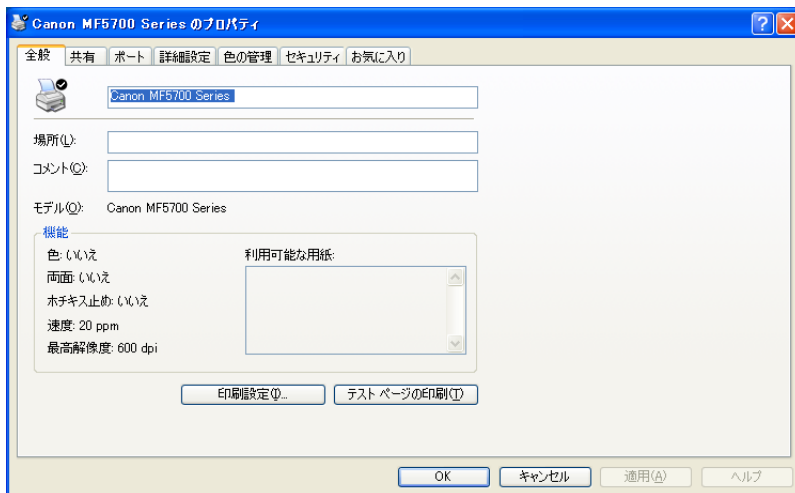 Canon MF5700 Series のプロパティ
全般 共有 ポート 詳細設定 色の管理 セキュリティ お気に入り
Canon MF5700 Series
場所(L):
コメント(C):
モデル(O): Canon MF5700 Series
機能
色: いいえ 利用可能な用紙:
両面: いいえ
ホチキス止め: いいえ
速度: 20 ppm
最高解像度: 600 dpi
印刷設定(I)... テスト ページの印刷(T)
OK キャンセル 適用(A) ヘルプ